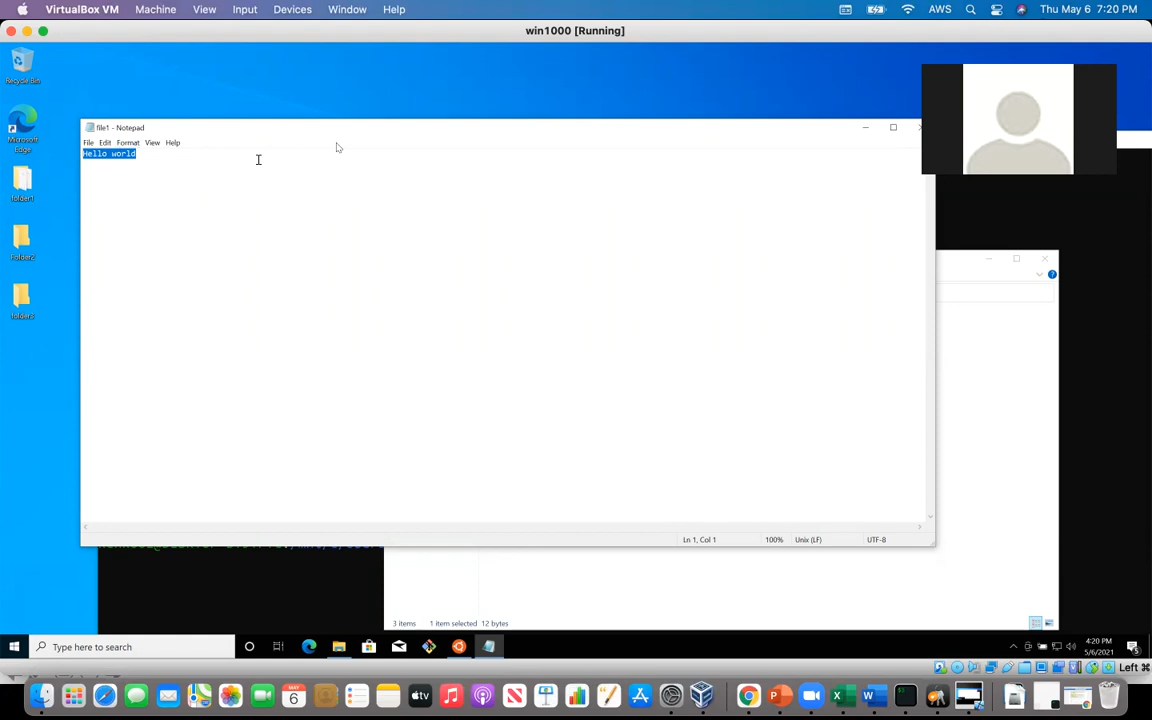 VirtualBox VM Machine View Input Devices Window Help AWS Thu May 6 7:20 PM
win1000 [Running]
Recycle Bin
Microsoft
Edge
folder1
Folder2
folder3
file1 - Notepad
File Edit Format View Help
Hello world
Ln 1, Col 1 100% Unix (LF) UTF-8
3 items 1 item selected 12 bytes
Type here to search
4:20 PM
5/6/2021
Left ⌘
MAY
6